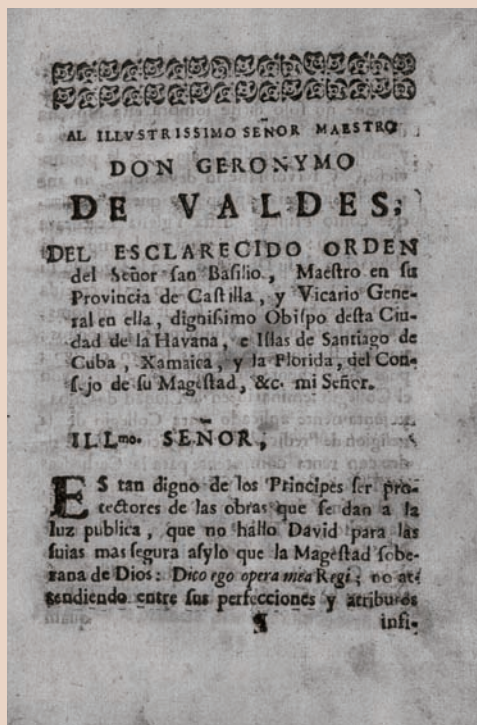 AL ILLVSTRISSIMO SEÑOR MAESTRO
DON GERONYMO
DE VALDES;
DEL ESCLARECIDO ORDEN
del Señor ſan Baſilio, Maeſtro en ſu
Provincia de Caſtilla, y Vicario Gene-
ral en ella, digniſsimo Obiſpo deſta Ciu-
dad de la Havana, e Iſlas de Santiago de
Cuba, Xamaica, y la Florida, del Con-
ſejo de ſu Mageſtad, &c. mi Señor.
ILLmo. SEÑOR,
ES tan digno de los Principes ſer pro-
tectores de las obras que ſe dan a la
luz publica, que no hallo David para las
ſuias mas ſegura aſylo que la Mageſtad ſobe-
rana de Dios: Dico ego opera mea Regi; no at-
tendiendo entre ſus perfecciones y atributos
¶ infi-